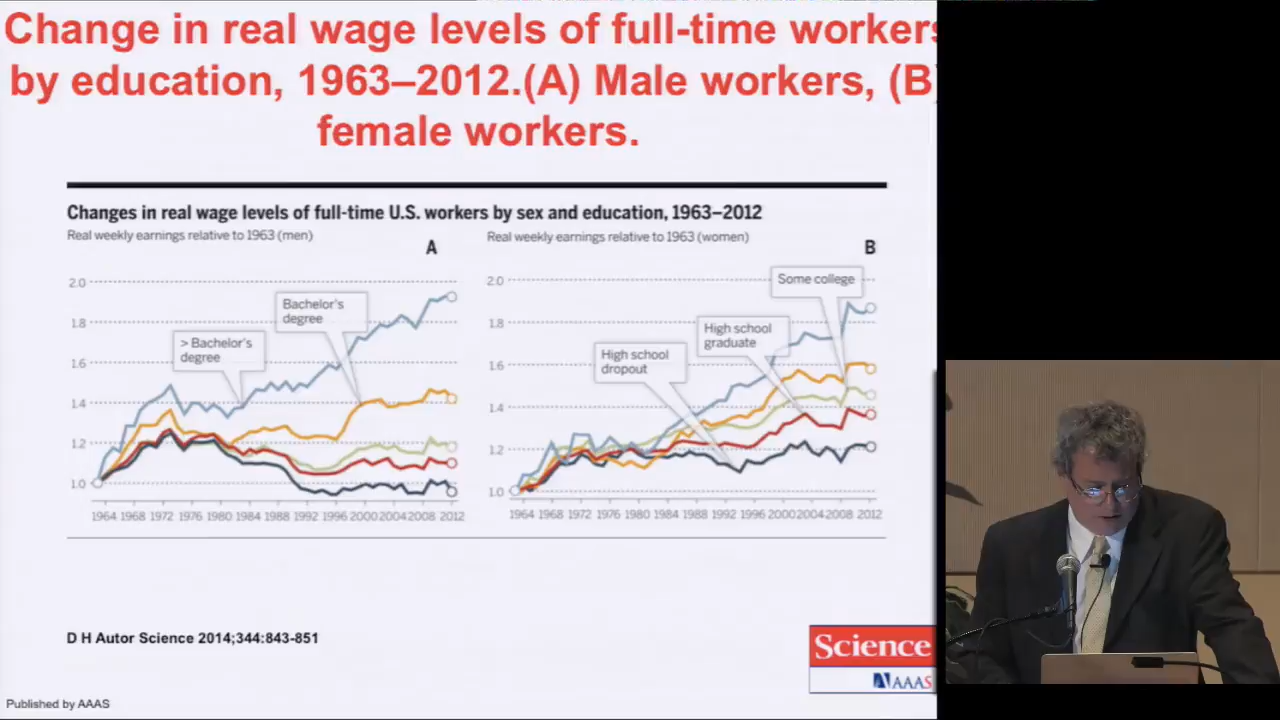 Change in real wage levels of full-time workers
by education, 1963–2012.(A) Male workers, (B)
female workers.
Changes in real wage levels of full-time U.S. workers by sex and education, 1963–2012
Real weekly earnings relative to 1963 (men)
A
2.0
1.8
1.6
1.4
1.2
1.0
> Bachelor's
degree
Bachelor's
degree
1964 1968 1972 1976 1980 1984 1988 1992 1996 2000 2004 2008 2012
Real weekly earnings relative to 1963 (women)
B
2.0
1.8
1.6
1.4
1.2
1.0
High school
dropout
High school
graduate
Some college
1964 1968 1972 1976 1980 1984 1988 1992 1996 2000 2004 2008 2012
D H Autor Science 2014;344:843-851
Science
AAAS
Published by AAAS